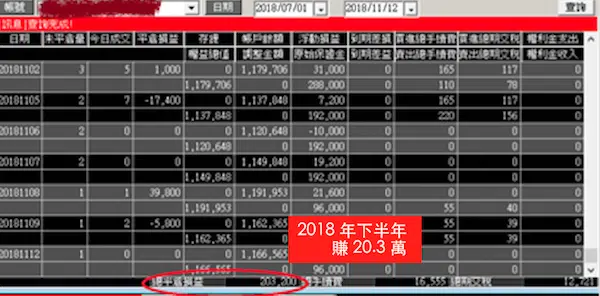 帳號 日期 2018/07/01 2018/11/12 查詢
訊息 查詢完成!
日期 未平倉量 今日成交 平倉損益 存提 帳戶餘額 浮動損益 到期差損 買進總手續費 買進總期交稅 權利金支出
權益總值 調整金額 原始保證金 到期差益 賣出總手續費 賣出總期交稅 權利金收入
20181102 3 5 1,000 0 1,179,706 31,000 0 165 117 0
1,179,706 0 288,000 0 110 78 0
20181105 2 7 -17,400 0 1,137,848 7,200 0 165 117 0
1,137,848 0 192,000 0 220 156 0
20181106 2 0 0 0 1,120,648 -10,000 0 0 0 0
1,120,648 0 192,000 0 0 0 0
20181107 2 0 0 0 1,149,848 19,200 0 0 0 0
1,149,848 0 192,000 0 0 0 0
20181108 1 1 39,800 0 1,191,953 21,600 0 0 0 0
1,191,953 0 96,000 0 55 40 0
20181109 1 2 -5,800 0 1,162,365 55 39 0
1,162,365 0 55 39 0
20181112 1 0 0 0 1,166,565 0 0 0
1,166,565 0 96,000 0 0 0 0
2018 年下半年
賺 20.3 萬
總平倉損益 203,200 手續費 16,555 總期交稅 12,721